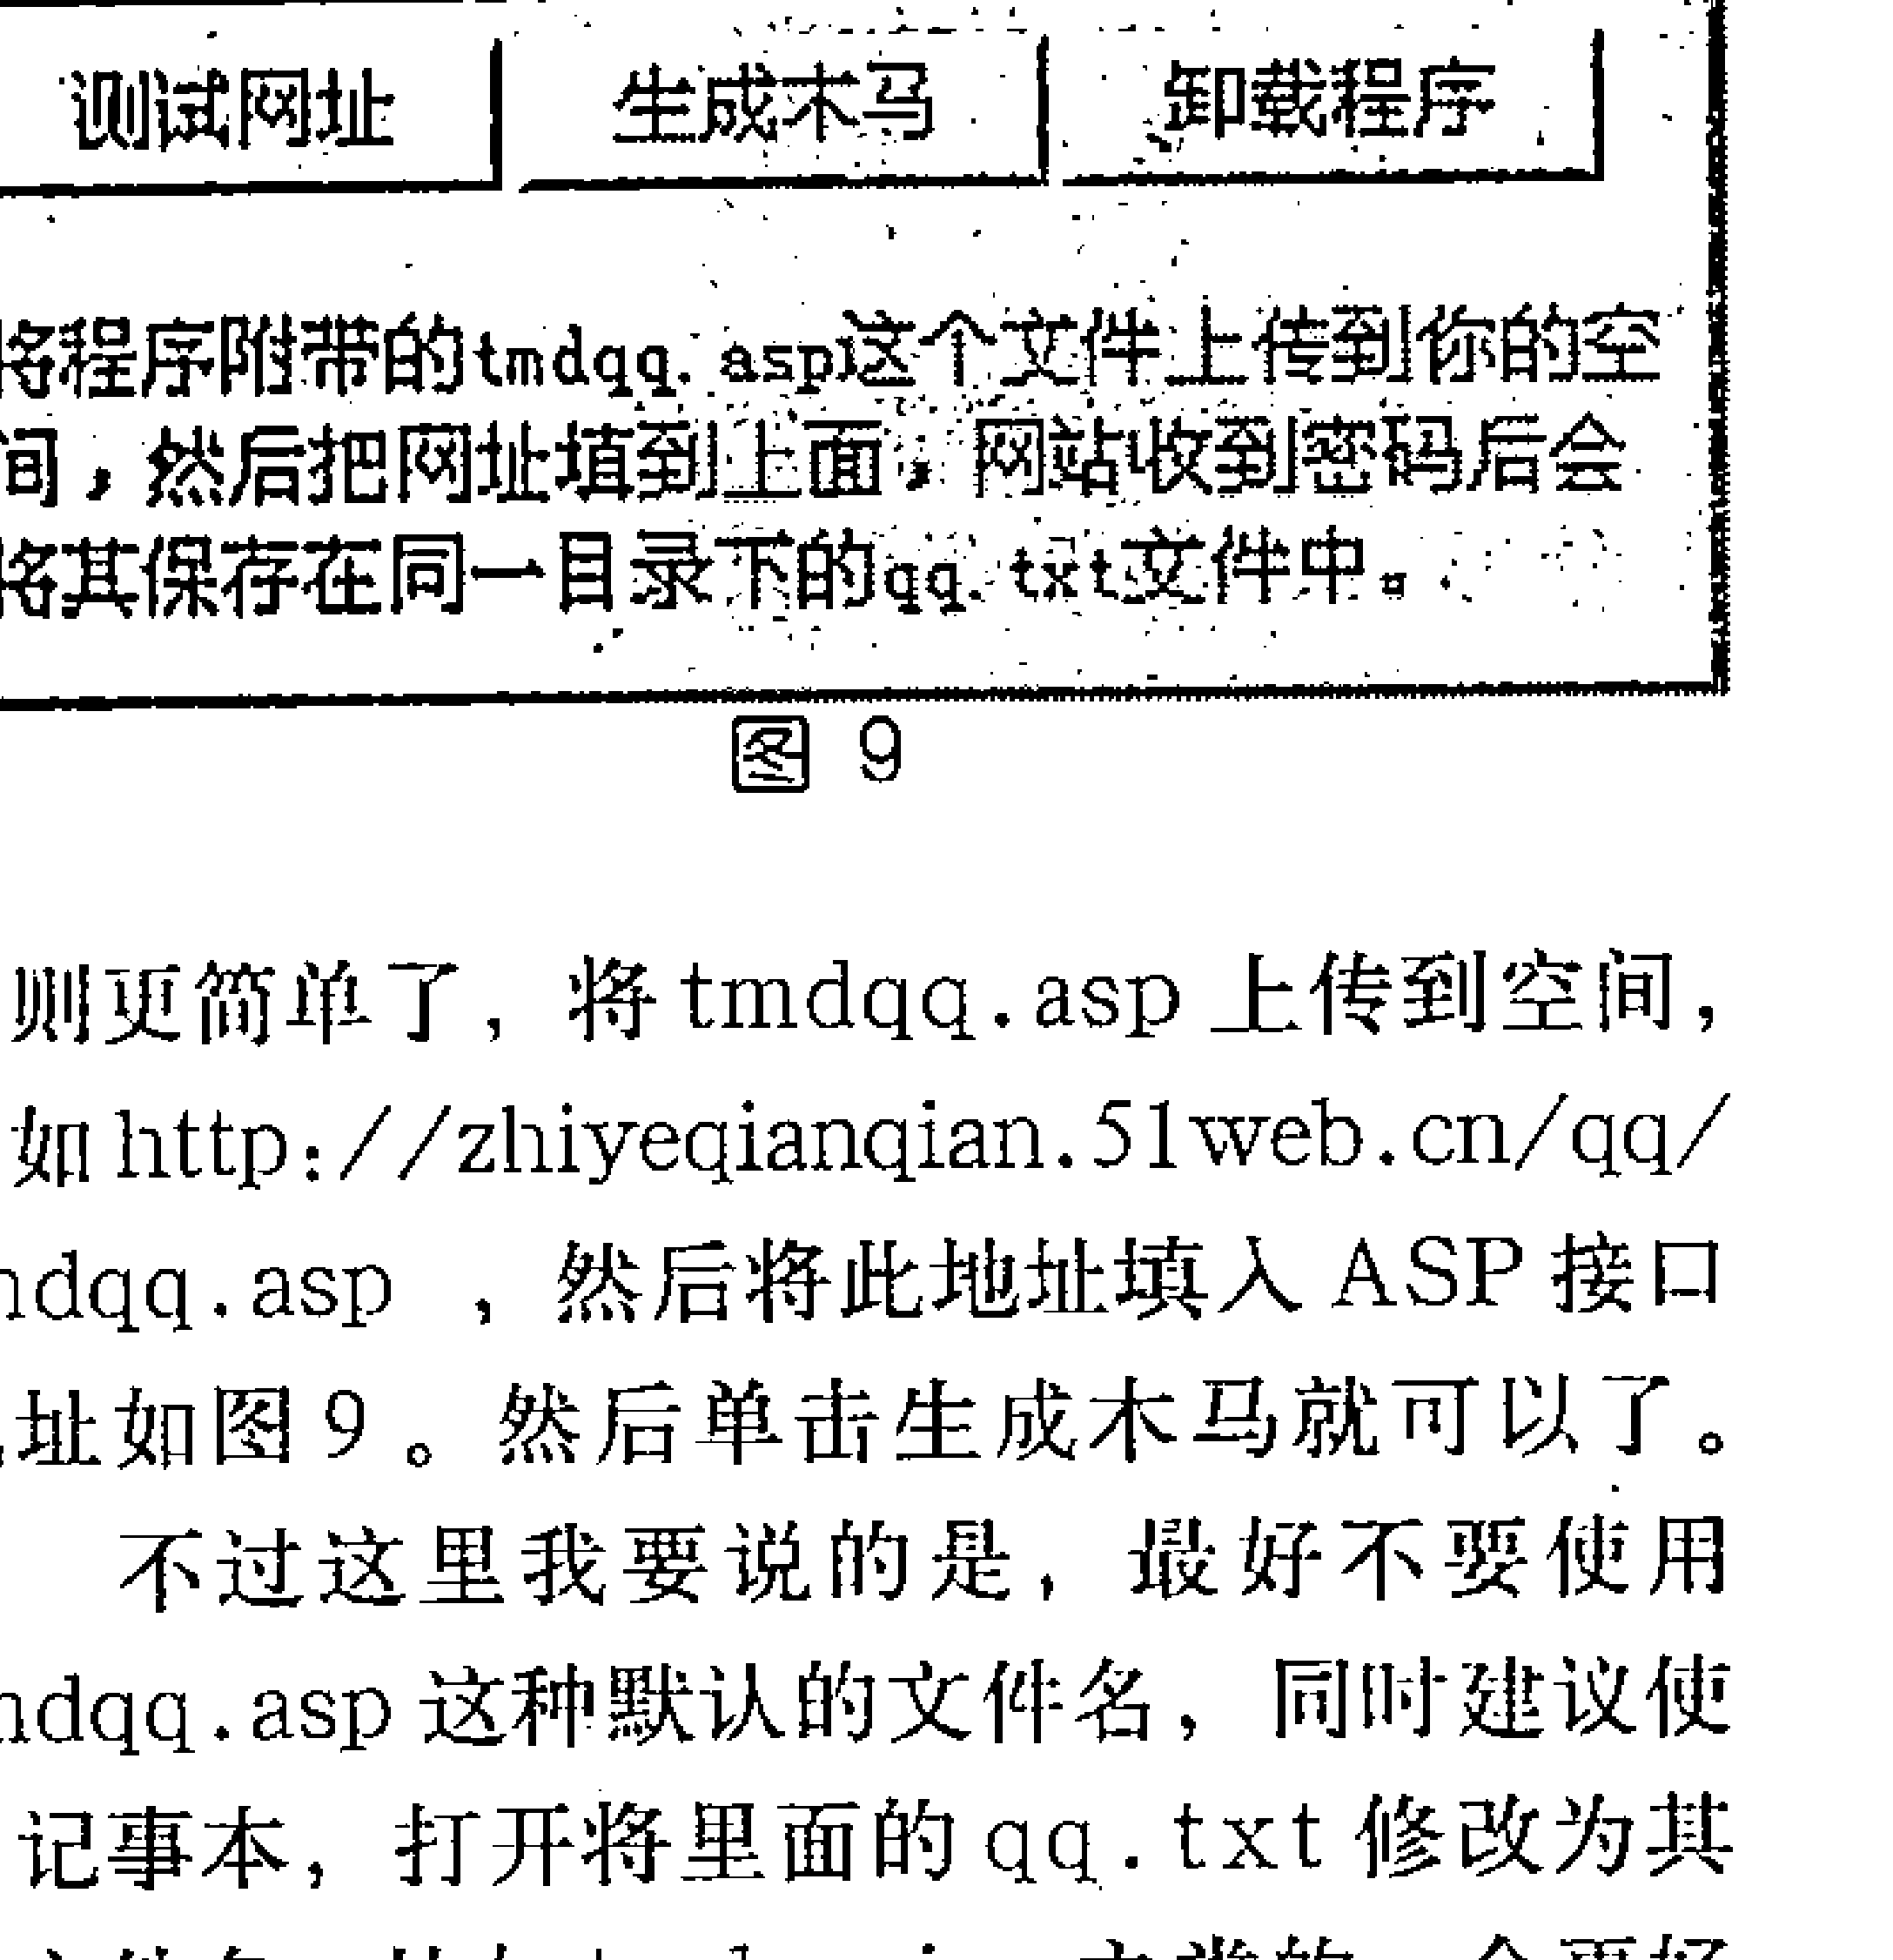 测试网址 生成木马 卸载程序
将程序附带的tmdqq.asp这个文件上传到你的空
间，然后把网址填到上面，网站收到密码后会
将其保存在同一目录下的qq.txt文件中。
图 9
则更简单了，将 tmdqq.asp 上传到空间，
如 http://zhiyeqianqian.51web.cn/qq/
mdqq.asp ，然后将此地址填入 ASP 接口
址如图 9 。然后单击生成木马就可以了。
不过这里我要说的是，最好不要使用
mdqq.asp 这种默认的文件名，同时建议使
记事本，打开将里面的 qq.txt 修改为其